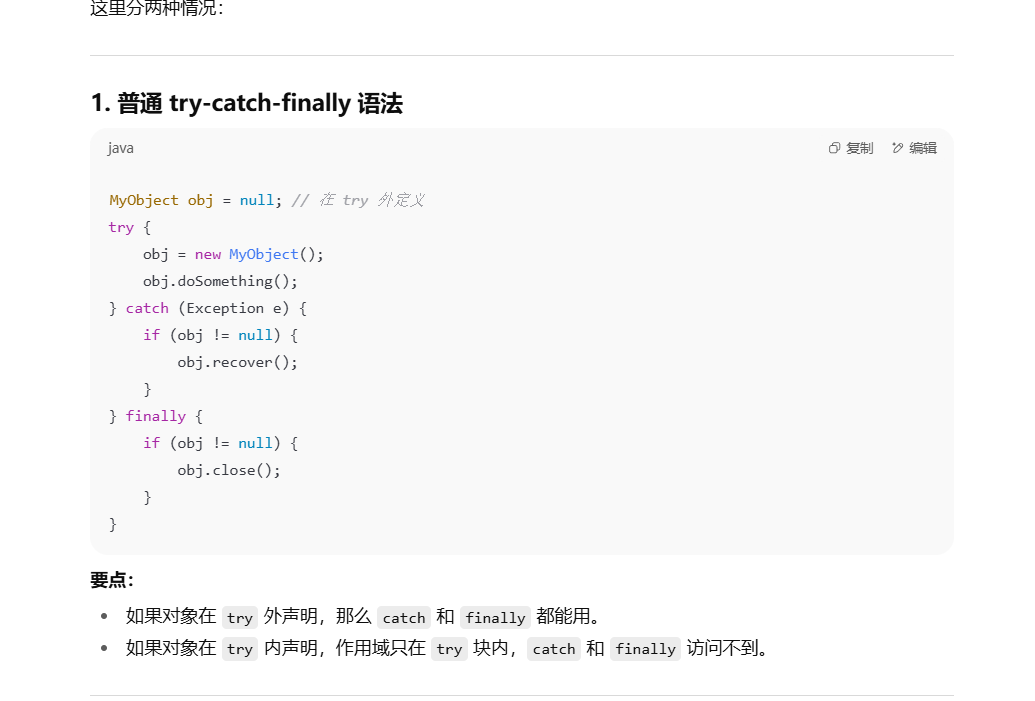 这里分两种情况：
1. 普通 try-catch-finally 语法
java 复制 编辑
MyObject obj = null; // 在 try 外定义
try {
    obj = new MyObject();
    obj.doSomething();
} catch (Exception e) {
    if (obj != null) {
        obj.recover();
    }
} finally {
    if (obj != null) {
        obj.close();
    }
}
要点：
• 如果对象在 try 外声明，那么 catch 和 finally 都能用。
• 如果对象在 try 内声明，作用域只在 try 块内，catch 和 finally 访问不到。